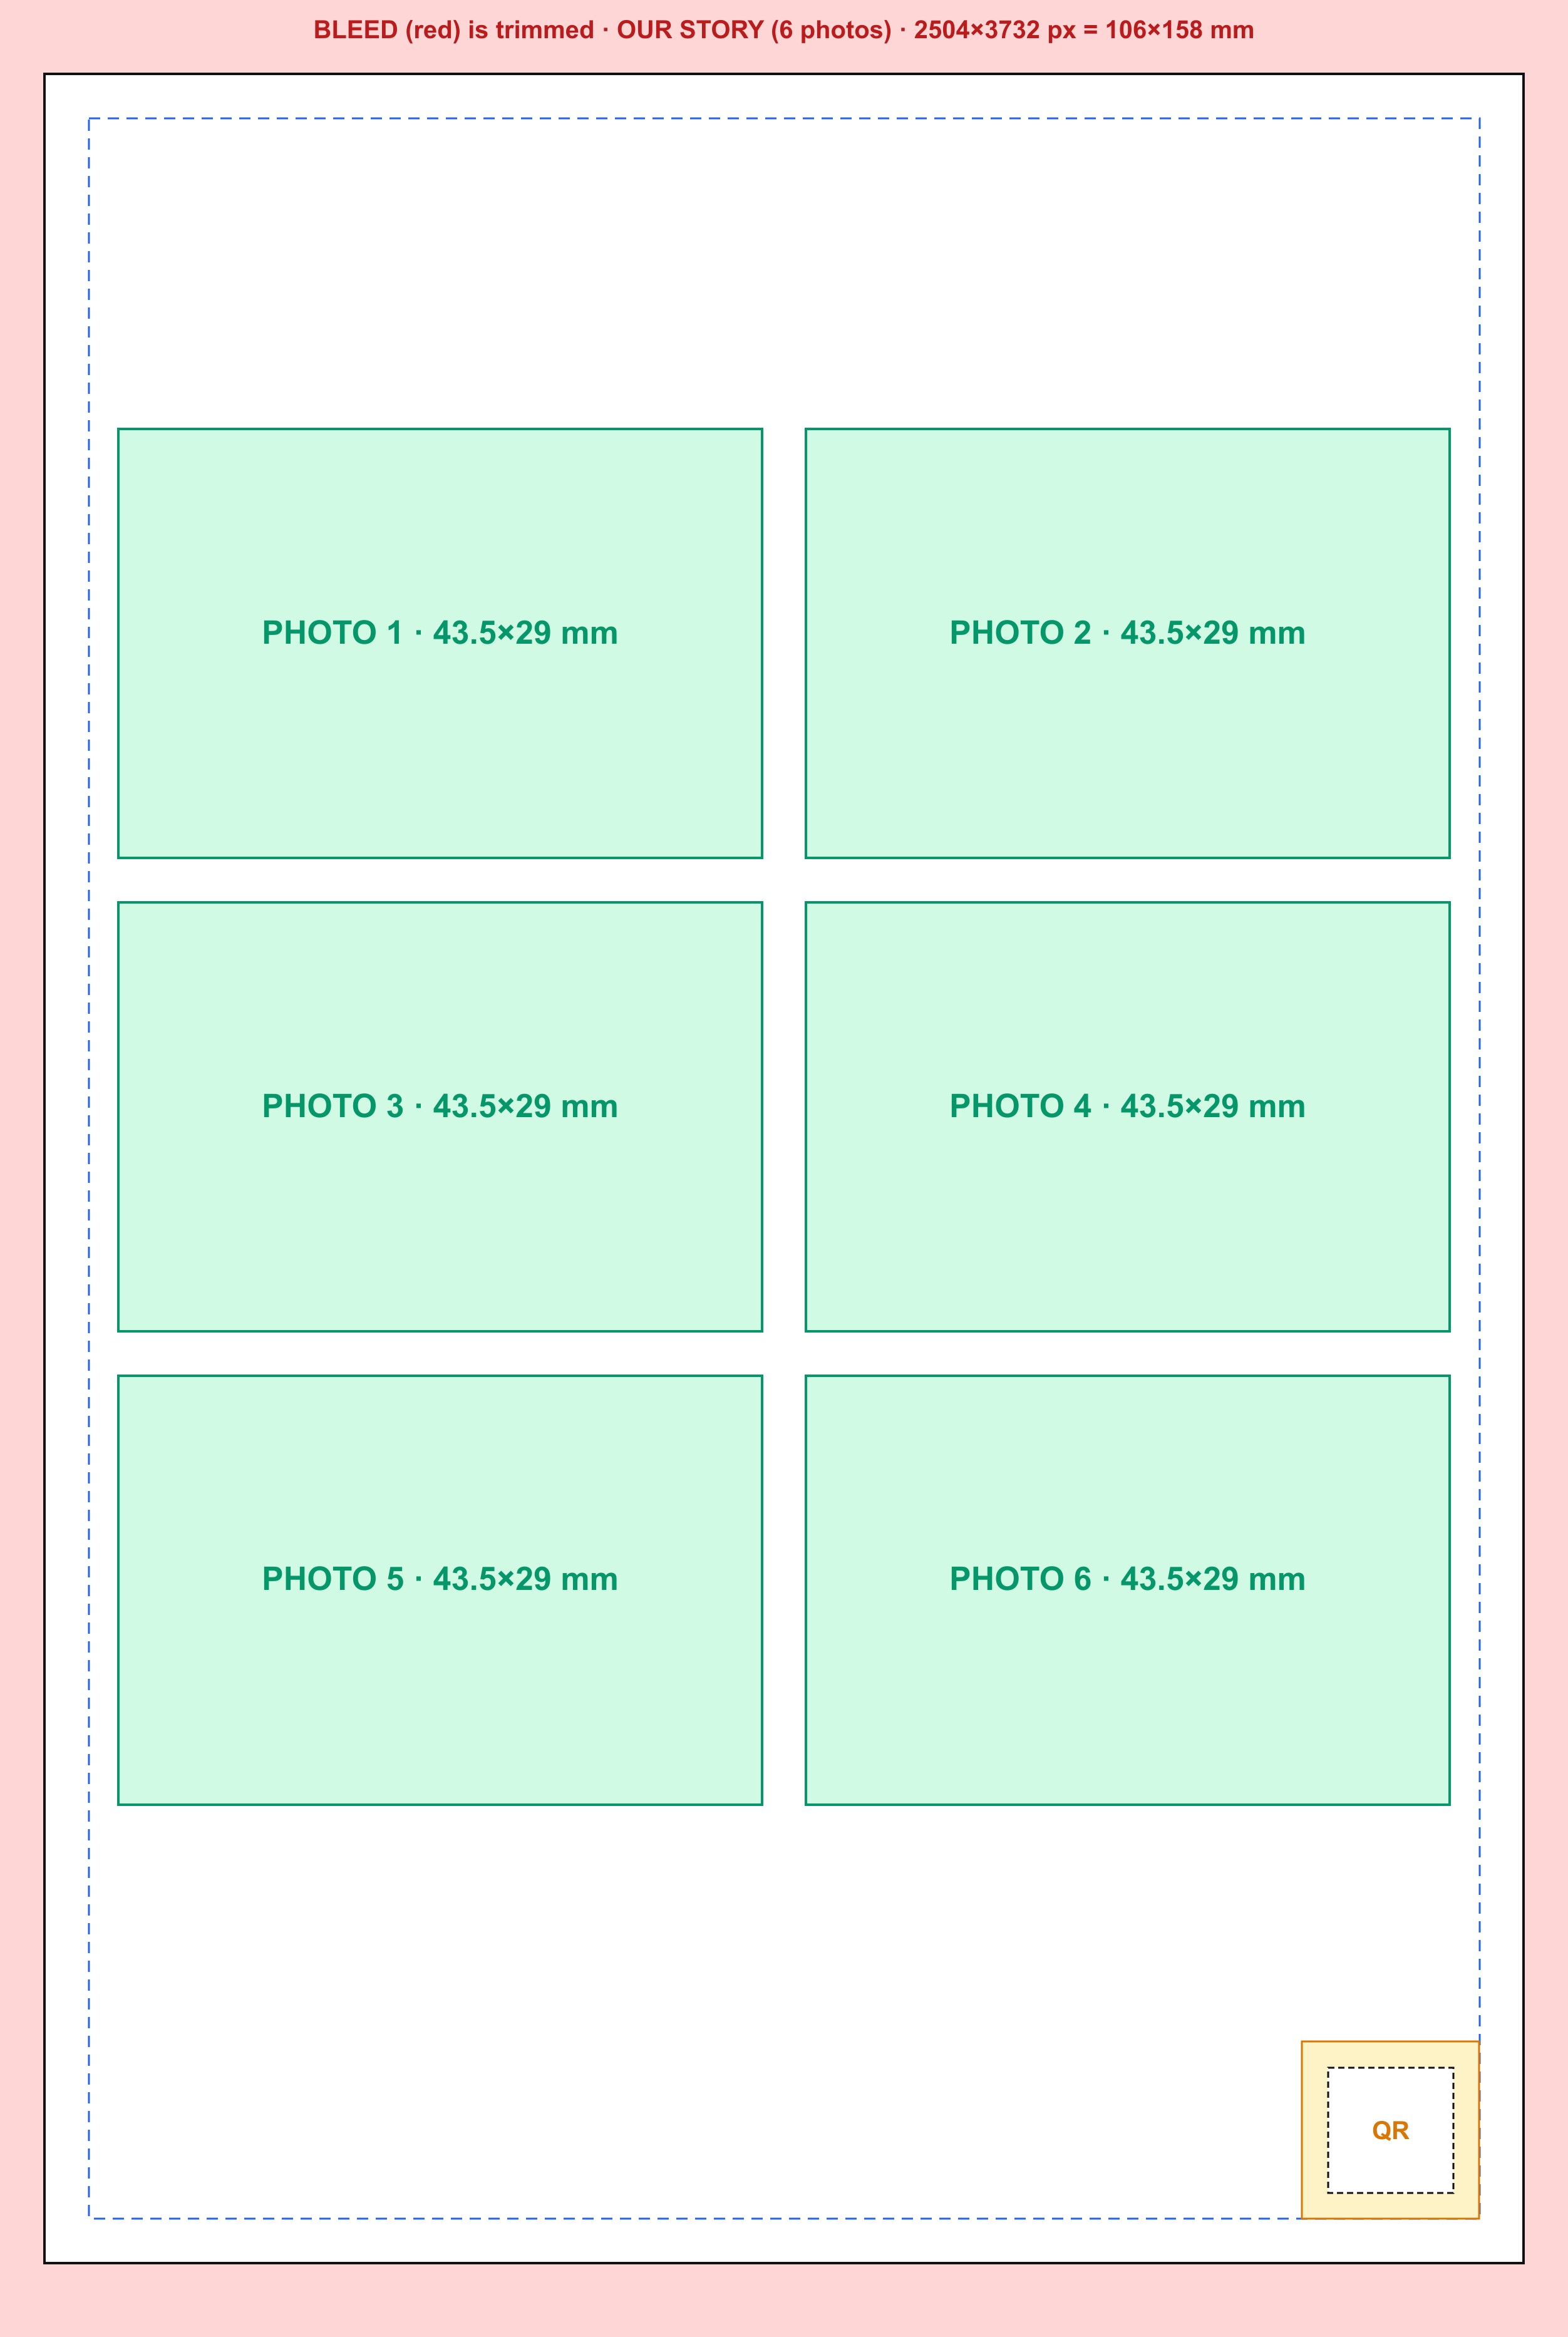 BLEED (red) is trimmed · OUR STORY (6 photos) · 2504×3732 px = 106×158 mm
PHOTO 1 · 43.5×29 mm
PHOTO 2 · 43.5×29 mm
PHOTO 3 · 43.5×29 mm
PHOTO 4 · 43.5×29 mm
PHOTO 5 · 43.5×29 mm
PHOTO 6 · 43.5×29 mm
QR